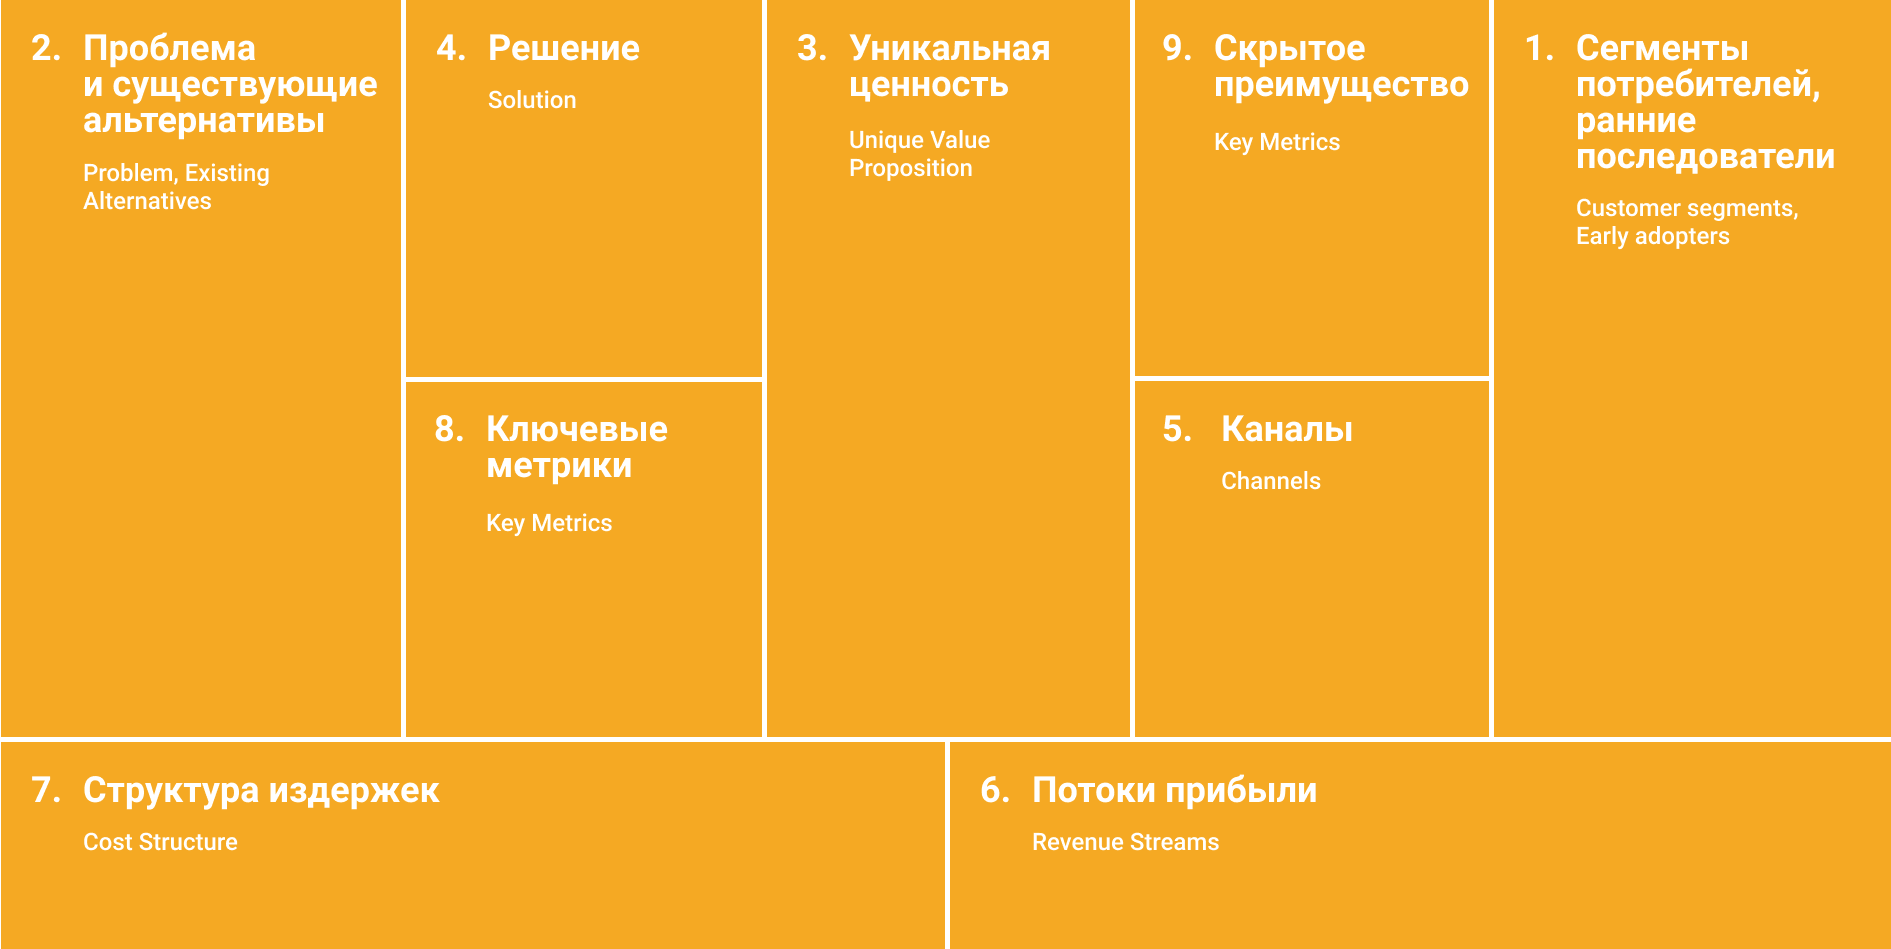 2. Проблема
и существующие
альтернативы
Problem, Existing
Alternatives
4. Решение
Solution
8. Ключевые
метрики
Key Metrics
3. Уникальная
ценность
Unique Value
Proposition
9. Скрытое
преимущество
Key Metrics
5. Каналы
Channels
1. Сегменты
потребителей,
ранние
последователи
Customer segments,
Early adopters
7. Структура издержек
Cost Structure
6. Потоки прибыли
Revenue Streams